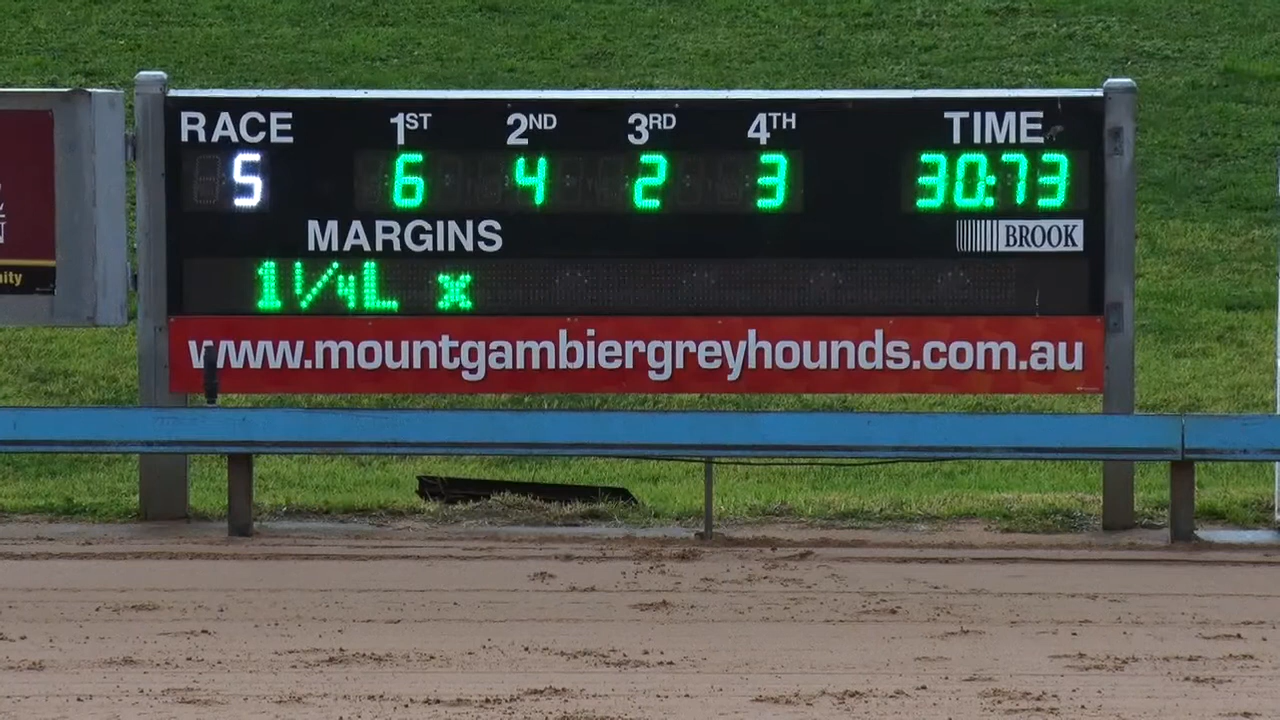 RACE 1ST 2ND 3RD 4TH TIME
5 6 4 2 3 30:73
MARGINS BROOK
1¼L x
www.mountgambiergreyhounds.com.au
ity